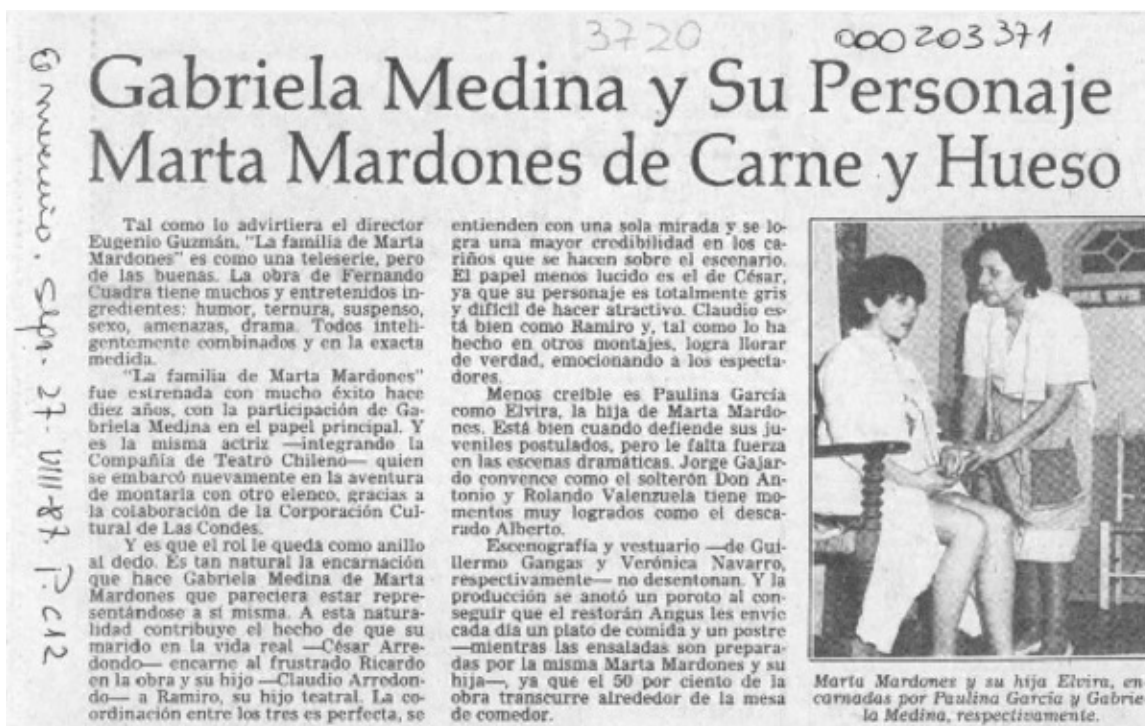 3720
000203371
Gabriela Medina y Su Personaje
Marta Mardones de Carne y Hueso
El Mercurio. Stgo. 27-VIII-87. P. C12
Tal como lo advirtiera el director
Eugenio Guzmán, "La familia de Marta
Mardones" es como una teleserie, pero
de las buenas. La obra de Fernando
Cuadra tiene muchos y entretenidos in-
gredientes: humor, ternura, suspenso,
sexo, amenazas, drama. Todos inteli-
gentemente combinados y en la exacta
medida.
"La familia de Marta Mardones"
fue estrenada con mucho éxito hace
diez años, con la participación de Ga-
briela Medina en el papel principal. Y
es la misma actriz —integrando la
Compañía de Teatro Chileno— quien
se embarcó nuevamente en la aventura
de montarla con otro elenco, gracias a
la colaboración de la Corporación Cul-
tural de Las Condes.
Y es que el rol le queda como anillo
al dedo. Es tan natural la encarnación
que hace Gabriela Medina de Marta
Mardones que pareciera estar repre-
sentándose a sí misma. A esta natura-
lidad contribuye el hecho de que su
marido en la vida real —César Arre-
dondo— encarne al frustrado Ricardo
en la obra y su hijo —Claudio Arredon-
do— a Ramiro, su hijo teatral. La co-
ordinación entre los tres es perfecta, se
entienden con una sola mirada y se lo-
gra una mayor credibilidad en los ca-
riños que se hacen sobre el escenario.
El papel menos lucido es el de César,
ya que su personaje es totalmente gris
y difícil de hacer atractivo. Claudio es-
tá bien como Ramiro y, tal como lo ha
hecho en otros montajes, logra llorar
de verdad, emocionando a los especta-
dores.
Menos creíble es Paulina García
como Elvira, la hija de Marta Mardo-
nes. Está bien cuando defiende sus ju-
veniles postulados, pero le falta fuerza
en las escenas dramáticas. Jorge Gajar-
do convence como el solterón Don An-
tonio y Rolando Valenzuela tiene mo-
mentos muy logrados como el desca-
rado Alberto.
Escenografía y vestuario —de Gui-
llermo Gangas y Verónica Navarro,
respectivamente— no desentonan. Y la
producción se anotó un poroto al con-
seguir que el restorán Angus les envíe
cada día un plato de comida y un postre
—mientras las ensaladas son prepara-
das por la misma Marta Mardones y su
hija—, ya que el 50 por ciento de la
obra transcurre alrededor de la mesa
de comedor.
Marta Mardones y su hija Elvira, en-
carnadas por Paulina García y Gabrie-
la Medina, respectivamente.